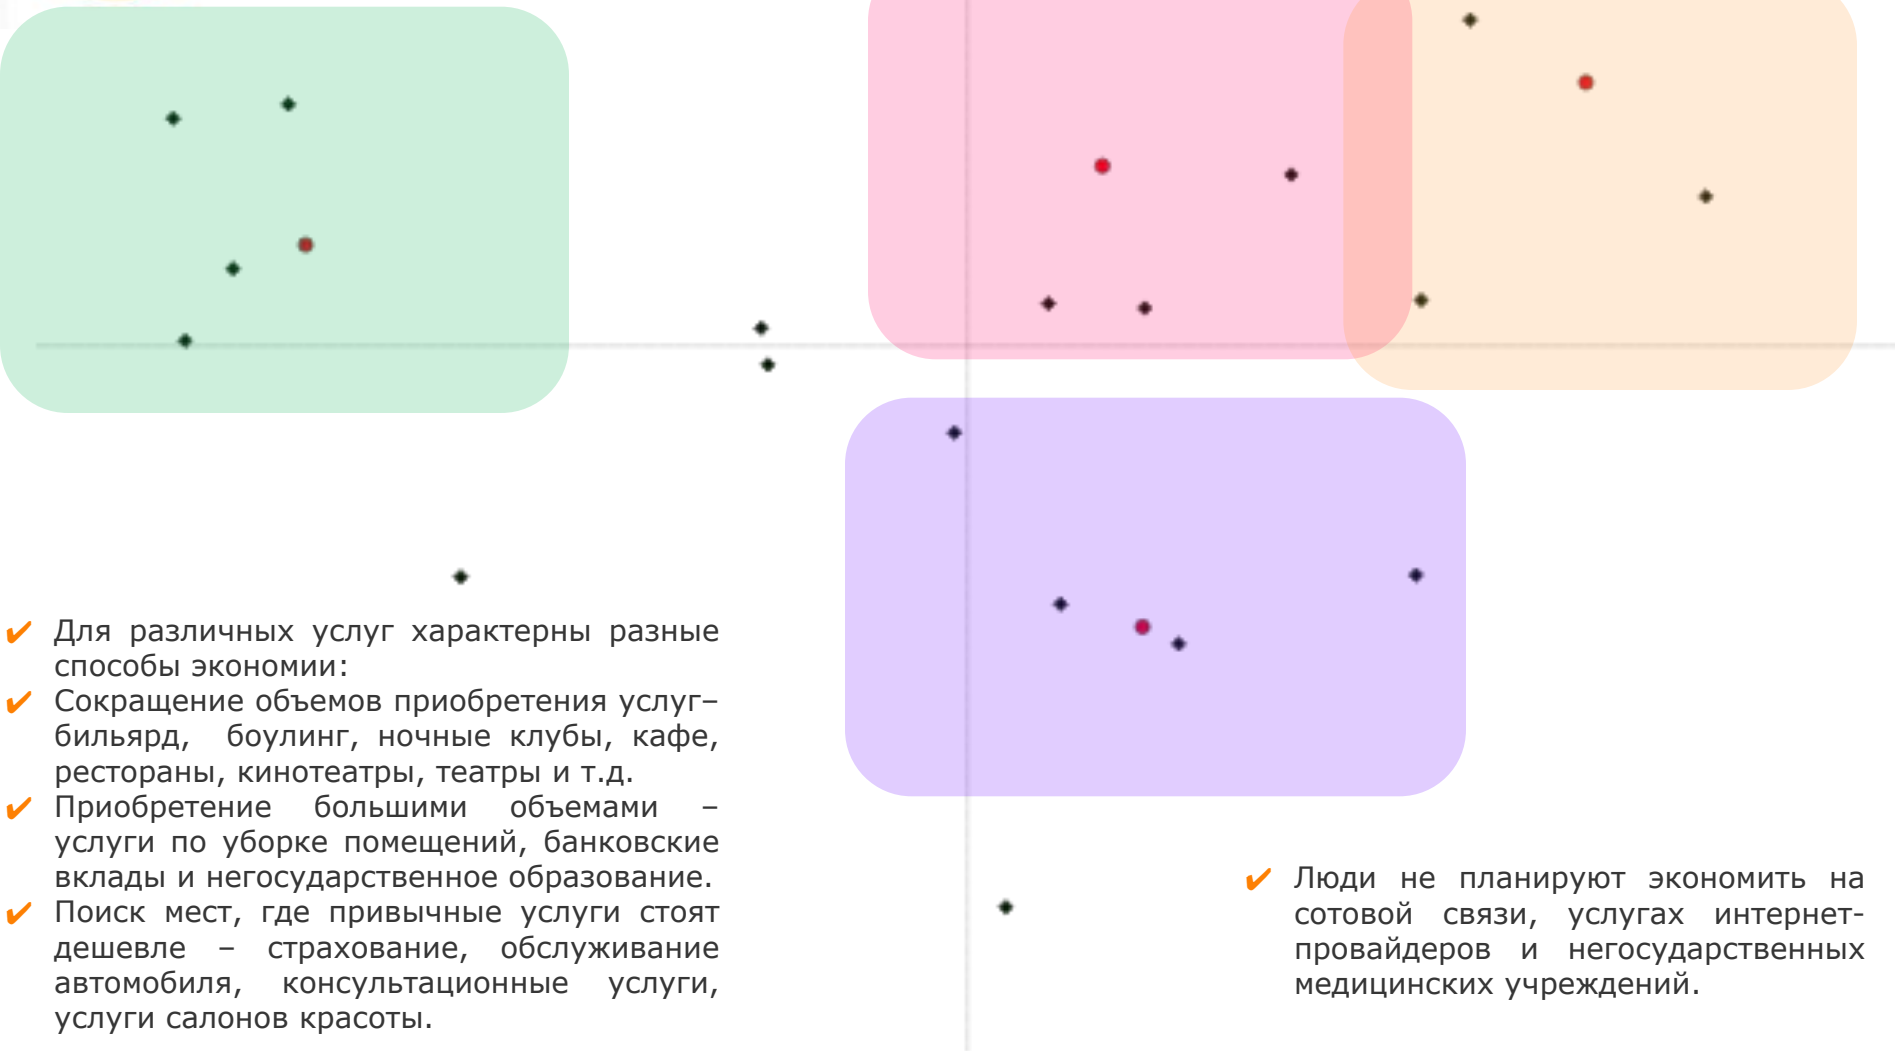 Для различных услуг характерны разные
способы экономии:
Сокращение объемов приобретения услуг–
бильярд, боулинг, ночные клубы, кафе,
рестораны, кинотеатры, театры и т.д.
Приобретение большими объемами –
услуги по уборке помещений, банковские
вклады и негосударственное образование.
Поиск мест, где привычные услуги стоят
дешевле – страхование, обслуживание
автомобиля, консультационные услуги,
услуги салонов красоты.
Люди не планируют экономить на
сотовой связи, услугах интернет-
провайдеров и негосударственных
медицинских учреждений.